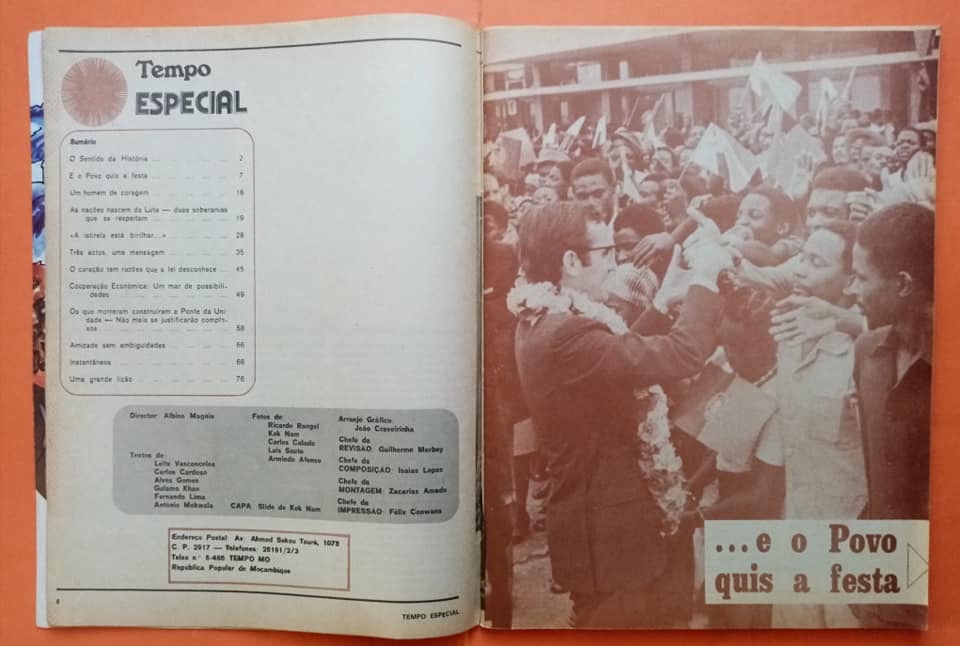 Tempo
ESPECIAL
Sumário
O Sentido da História ... 2
E o Povo quis a festa ... 7
Um homem de coragem ... 16
As nações nascem da Luta — duas soberanias
que se respeitam ... 19
«A istirela está birilhar...» ... 28
Três actos, uma mensagem ... 35
O coração tem razões que a lei desconhece ... 45
Cooperação Económica: Um mar de possibili-
dades ... 49
Os que morreram construíram a Ponte da Uni-
dade — Não mais se justificarão comple-
xos ... 58
Amizade sem ambiguidades ... 66
Instantâneos ... 68
Uma grande lição ... 76
Director: Albino Magaia
Textos de:
Leite Vasconcelos
Carlos Cardoso
Alves Gomes
Gulamo Khan
Fernando Lima
António Mokwala
Fotos de:
Ricardo Rangel
Kok Nam
Carlos Calado
Luís Souto
Armindo Afonso
CAPA: Slide de Kok Nam
Arranjo Gráfico:
João Craveirinha
Chefe da
REVISÃO: Guilherme Morbey
Chefe da
COMPOSIÇÃO: Isaías Lopes
Chefe da
MONTAGEM: Zacarias Amade
Chefe da
IMPRESSÃO: Félix Conwana
Endereço Postal: Av. Ahmed Sekou Touré, 1078
C. P. 2917 — Telefones: 26191/2/3
Telex n.° 6-486 TEMPO MO
República Popular de Moçambique
6
TEMPO ESPECIAL
...e o Povo
quis a festa